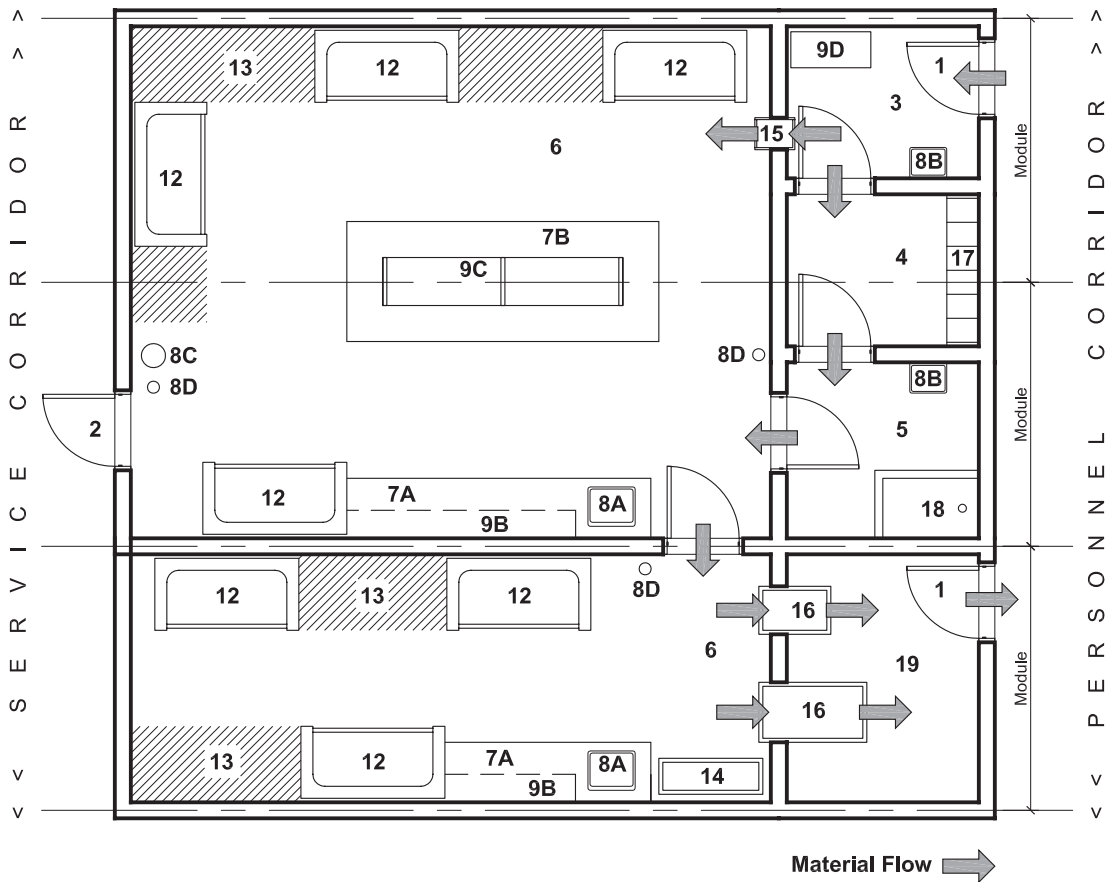 < SERVICE CORRIDOR >
< PERSONNEL CORRIDOR >
13
12
12
9D
1
3
6
15
8B
Module
12
7B
9C
4
17
8C
8D
8D
8B
2
5
Module
12
7A
9B
8A
18
12
13
12
8D
16
1
6
19
Module
16
13
12
7A
9B
8A
14
Material Flow